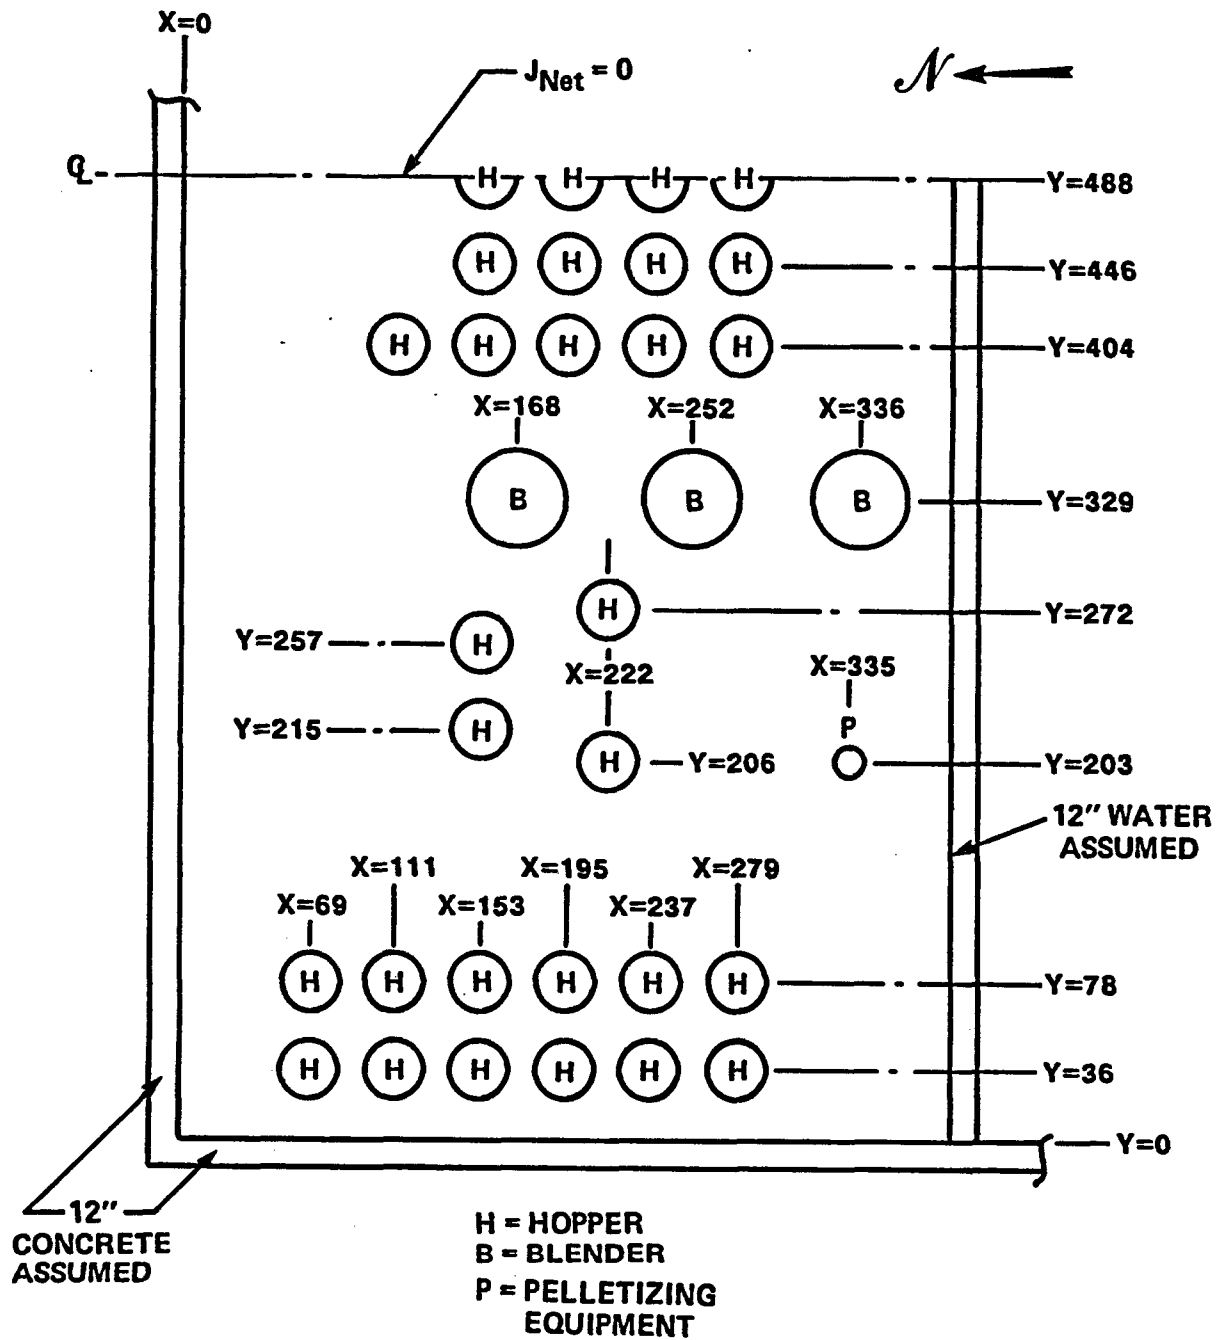 X=0
J_Net = 0
N
℄
H H H H
Y=488
H H H H
Y=446
H H H H H
Y=404
X=168 X=252 X=336
B B B
Y=329
H
Y=272
Y=257
H
X=222
X=335
P
Y=215
H
H
Y=206
Y=203
12" WATER
ASSUMED
X=111 X=195 X=279
X=69 X=153 X=237
H H H H H H
Y=78
H H H H H H
Y=36
Y=0
12"
CONCRETE
ASSUMED
H = HOPPER
B = BLENDER
P = PELLETIZING
EQUIPMENT